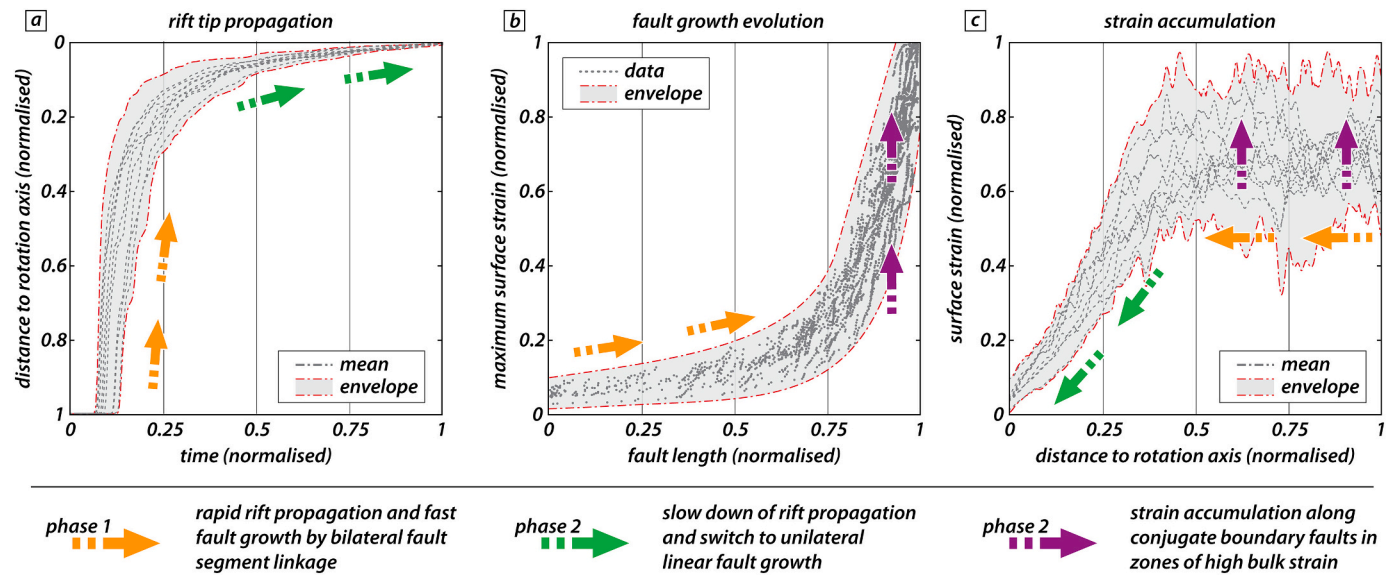 a
rift tip propagation
distance to rotation axis (normalised)
0
0.2
0.4
0.6
0.8
1
mean
envelope
0
0.25
0.5
0.75
1
time (normalised)
b
fault growth evolution
maximum surface strain (normalised)
1
0.8
0.6
0.4
0.2
0
data
envelope
0
0.25
0.5
0.75
1
fault length (normalised)
c
strain accumulation
surface strain (normalised)
1
0.8
0.6
0.4
0.2
0
mean
envelope
0
0.25
0.5
0.75
1
distance to rotation axis (normalised)
phase 1
rapid rift propagation and fast
fault growth by bilateral fault
segment linkage
phase 2
slow down of rift propagation
and switch to unilateral
linear fault growth
phase 2
strain accumulation along
conjugate boundary faults in
zones of high bulk strain